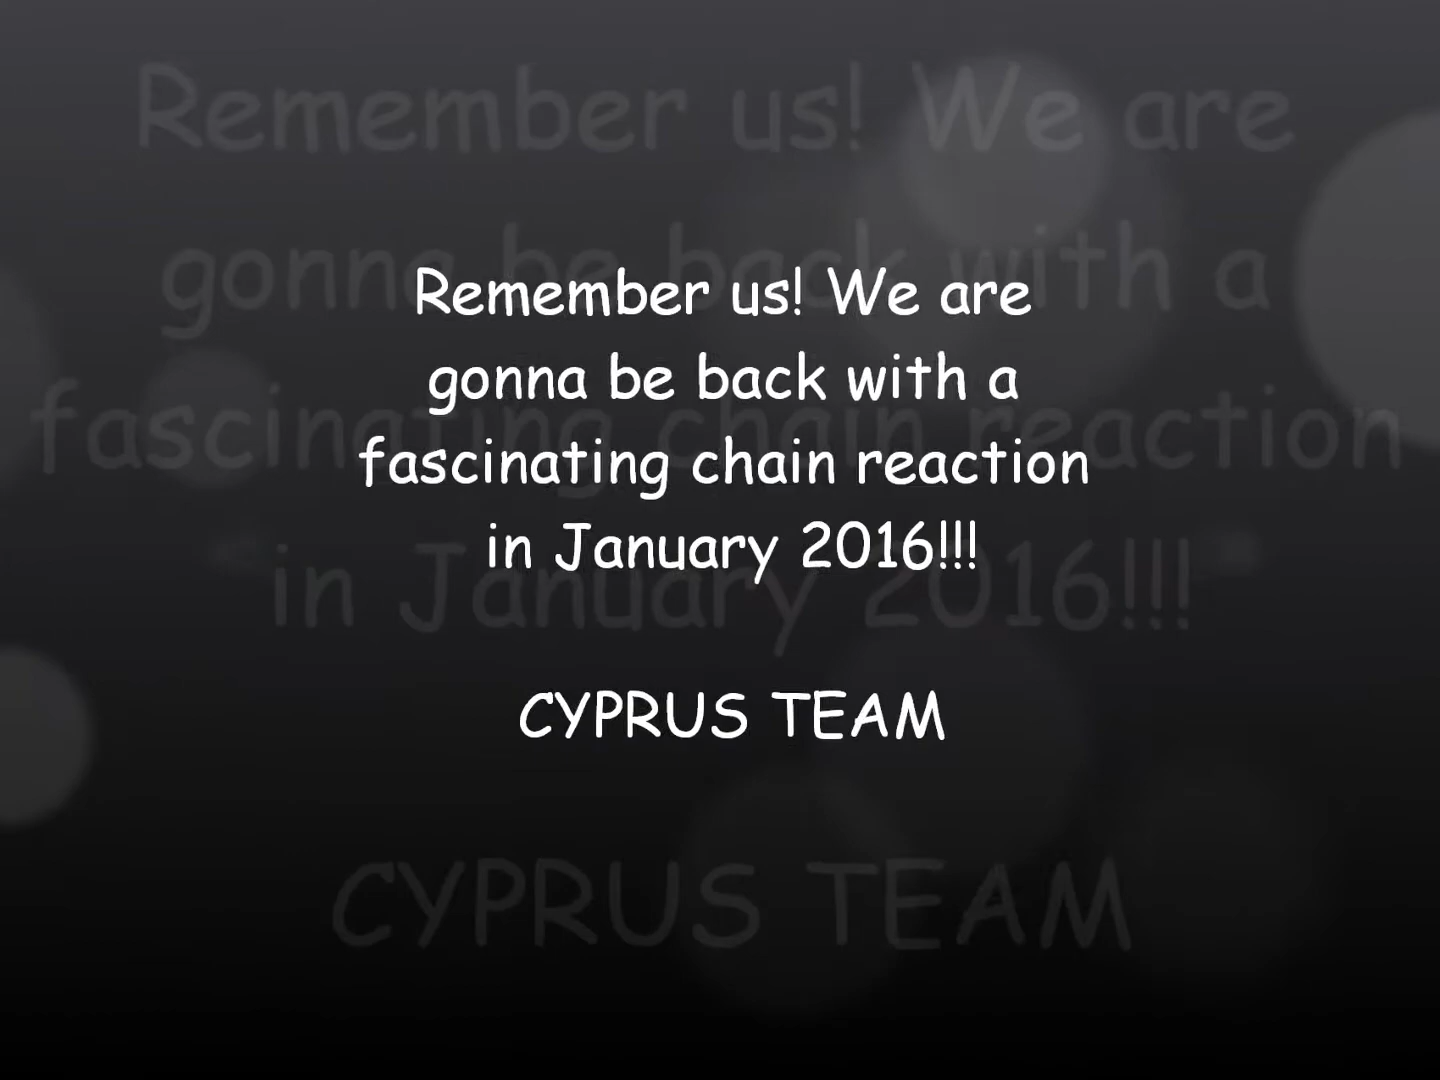 Remember us! We are
gonna be back with a
fascinating chain reaction
in January 2016!!!
CYPRUS TEAM